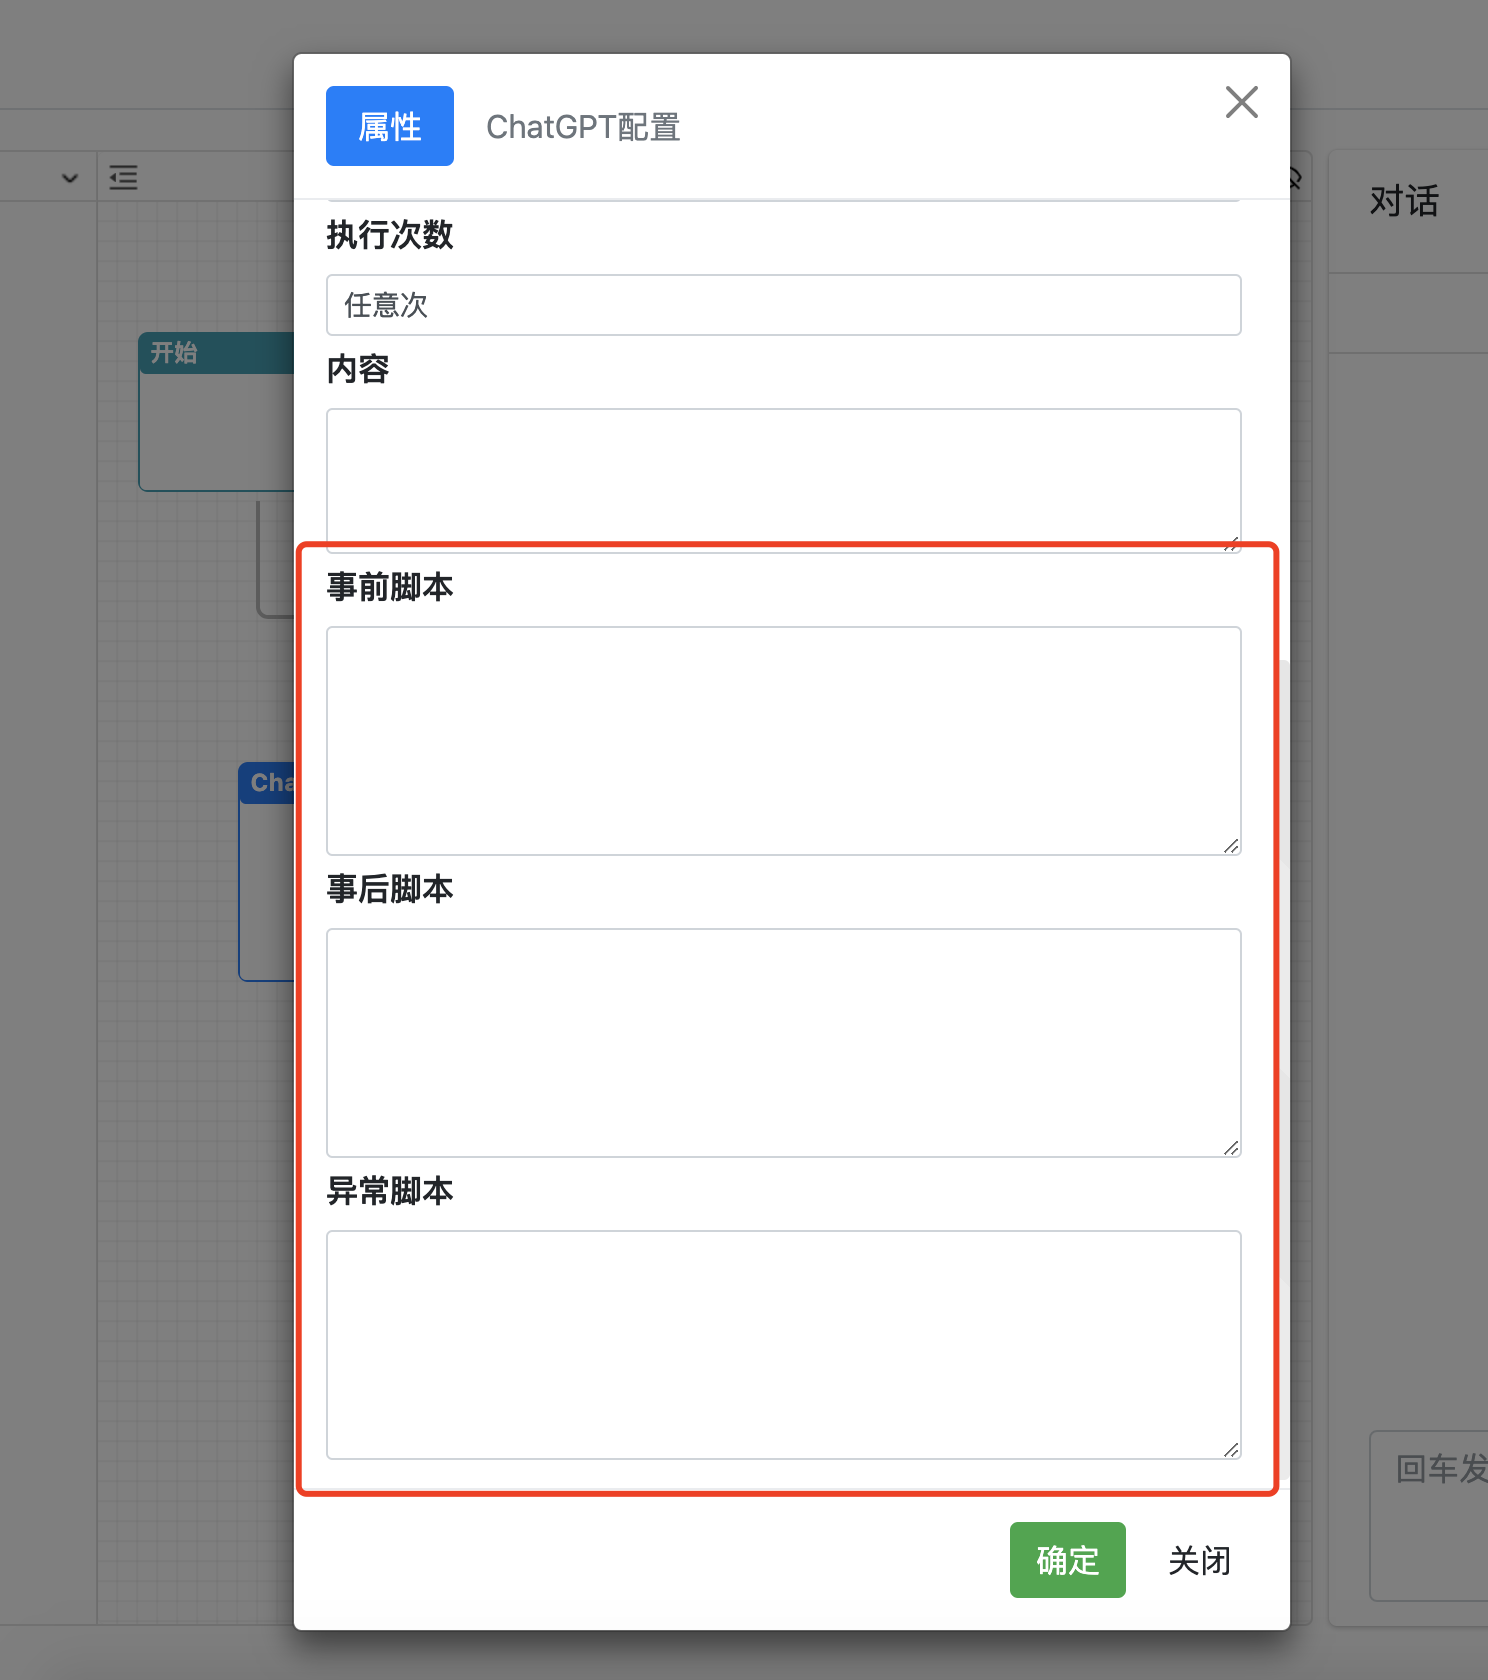 属性
ChatGPT配置
执行次数
任意次
内容
事前脚本
事后脚本
异常脚本
确定
关闭
开始
Cha
对话
回车发